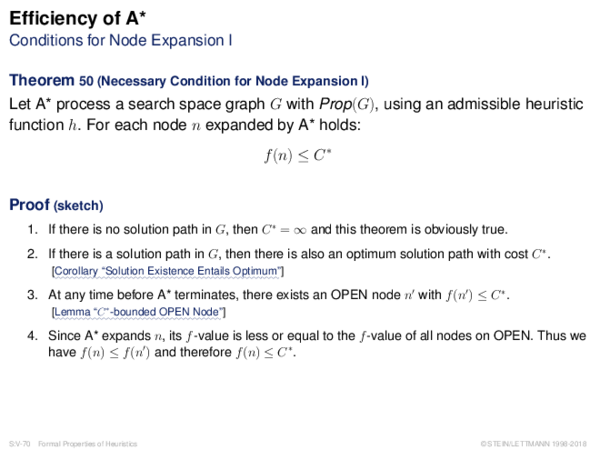 Efficiency of A*
Conditions for Node Expansion I
Theorem 50 (Necessary Condition for Node Expansion I)
Let A* process a search space graph G with Prop(G), using an admissible heuristic
function h. For each node n expanded by A* holds:
f(n) ≤ C*
Proof (sketch)
1. If there is no solution path in G, then C* = ∞ and this theorem is obviously true.
2. If there is a solution path in G, then there is also an optimum solution path with cost C*.
[Corollary “Solution Existence Entails Optimum”]
3. At any time before A* terminates, there exists an OPEN node n′ with f(n′) ≤ C*.
[Lemma “C*-bounded OPEN Node”]
4. Since A* expands n, its f-value is less or equal to the f-value of all nodes on OPEN. Thus we
have f(n) ≤ f(n′) and therefore f(n) ≤ C*.
S:V-70 Formal Properties of Heuristics © STEIN/LETTMANN 1998-2018